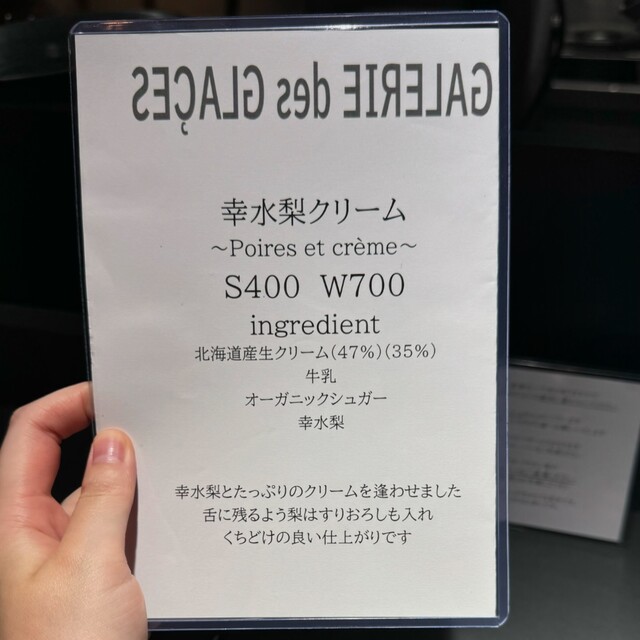 GALERIE des GLAÇES
幸水梨クリーム
～Poires et crème～
S400 W700
ingredient
北海道産生クリーム(47%)(35%)
牛乳
オーガニックシュガー
幸水梨
幸水梨とたっぷりのクリームを逢わせました
舌に残るよう梨はすりおろしも入れ
くちどけの良い仕上がりです